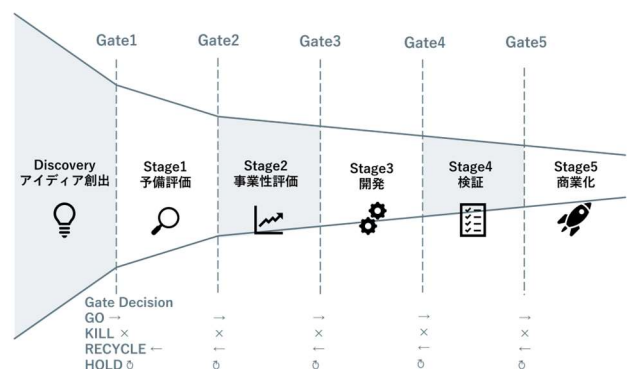 Gate1 Gate2 Gate3 Gate4 Gate5
Discovery
アイディア創出
Stage1
予備評価
Stage2
事業性評価
Stage3
開発
Stage4
検証
Stage5
商業化
Gate Decision
GO → → → → →
KILL × × × × ×
RECYCLE ← ← ← ← ←
HOLD